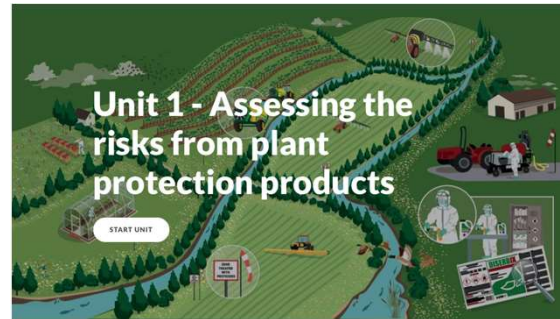 Unit 1 - Assessing the
risks from plant
protection products
START UNIT